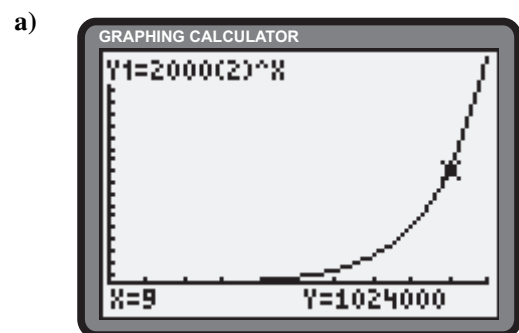 a)
GRAPHING CALCULATOR
Y1=2000(2)^X
X=9 Y=1024000